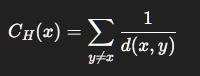 C_H(x) = \sum_{y \neq x} \frac{1}{d(x, y)}